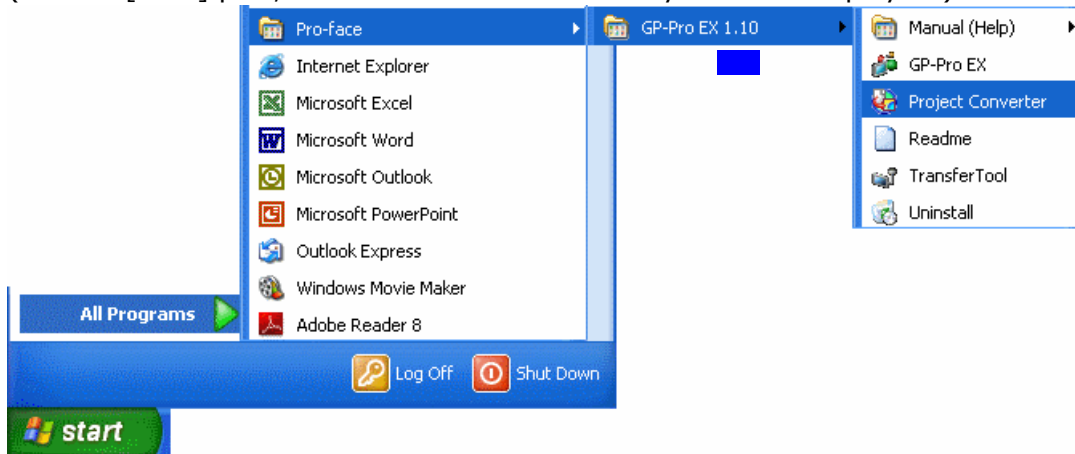 Pro-face
GP-Pro EX 1.10
Manual (Help)
Internet Explorer
GP-Pro EX
Microsoft Excel
Project Converter
Microsoft Word
Readme
Microsoft Outlook
TransferTool
Microsoft PowerPoint
Uninstall
Outlook Express
Windows Movie Maker
All Programs
Adobe Reader 8
Log Off
Shut Down
start